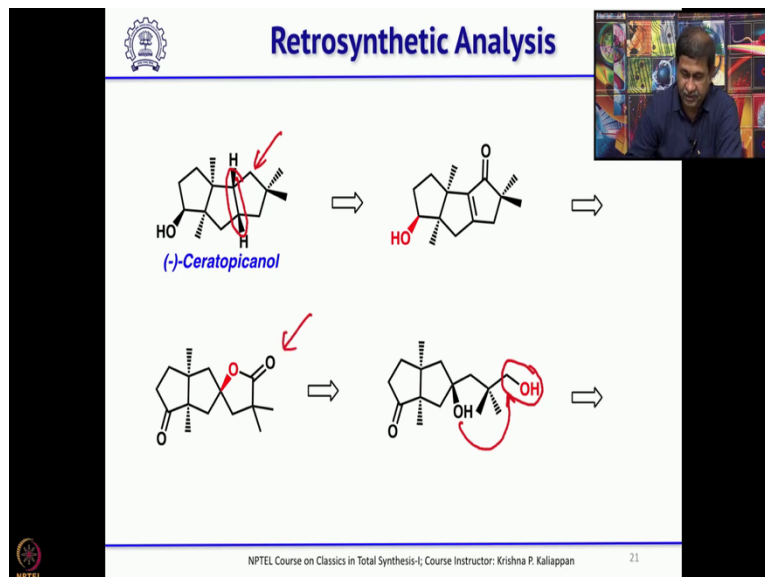 Retrosynthetic Analysis
H
O
HO
H
HO
(-)-Ceratopicanol
O
O
OH
OH
O
O
NPTEL Course on Classics in Total Synthesis-I; Course Instructor: Krishna P. Kaliappan
21
NPTEL